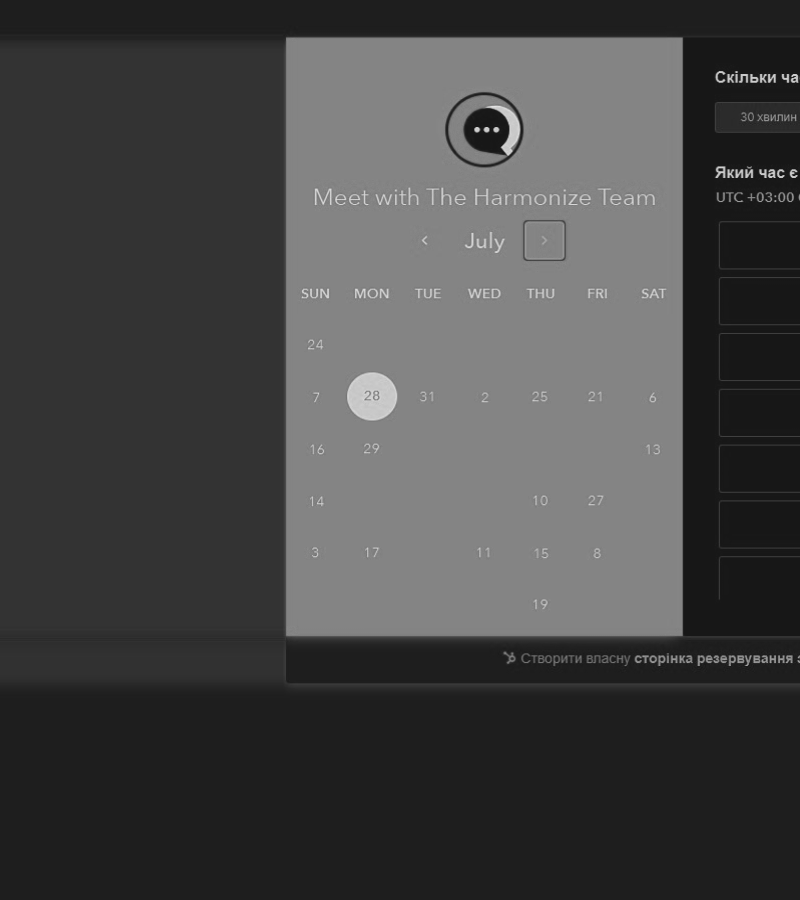 Meet with The Harmonize Team
July
SUN MON TUE WED THU FRI SAT
24
7 28 31 2 25 21 6
16 29 13
14 10 27
3 17 11 15 8
19
Скільки
30 хвилин
Який час є
UTC +03:00
Створити власну сторінка резервування